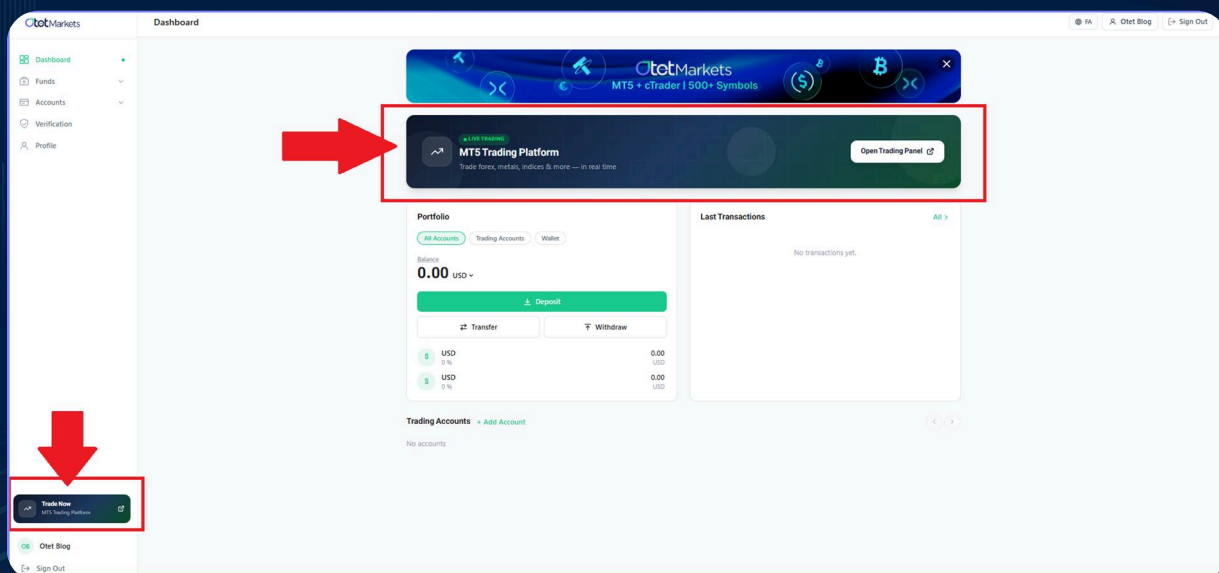 OtetMarkets
Dashboard
FA
Otet Blog
Sign Out
Dashboard
Funds
Accounts
Verification
Profile
OtetMarkets
MT5 + cTrader | 500+ Symbols
LIVE TRADING
MT5 Trading Platform
Trade forex, metals, indices & more — in real time
Open Trading Panel
Portfolio
All Accounts
Trading Accounts
Wallet
Balance
0.00 USD
Deposit
Transfer
Withdraw
USD 0.00
0 % USD
USD 0.00
0 % USD
Last Transactions
All >
No transactions yet.
Trading Accounts + Add Account
No accounts
Trade Now
MT5 Trading Platform
OB Otet Blog
Sign Out